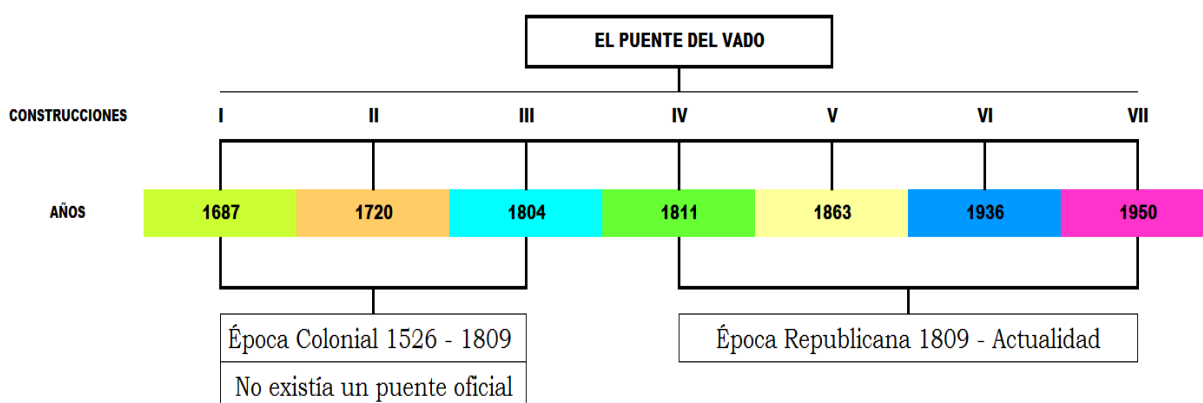 EL PUENTE DEL VADO
CONSTRUCCIONES I II III IV V VI VII
AÑOS 1687 1720 1804 1811 1863 1936 1950
Época Colonial 1526 - 1809
No existía un puente oficial
Época Republicana 1809 - Actualidad